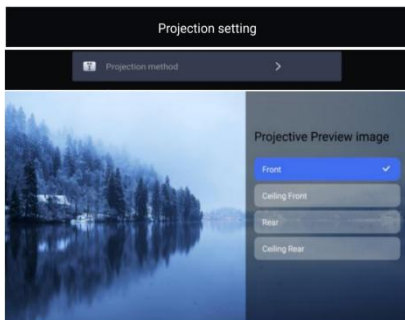 Projection setting
Projection method
Projective Preview image
Front
Ceiling Front
Rear
Ceiling Rear